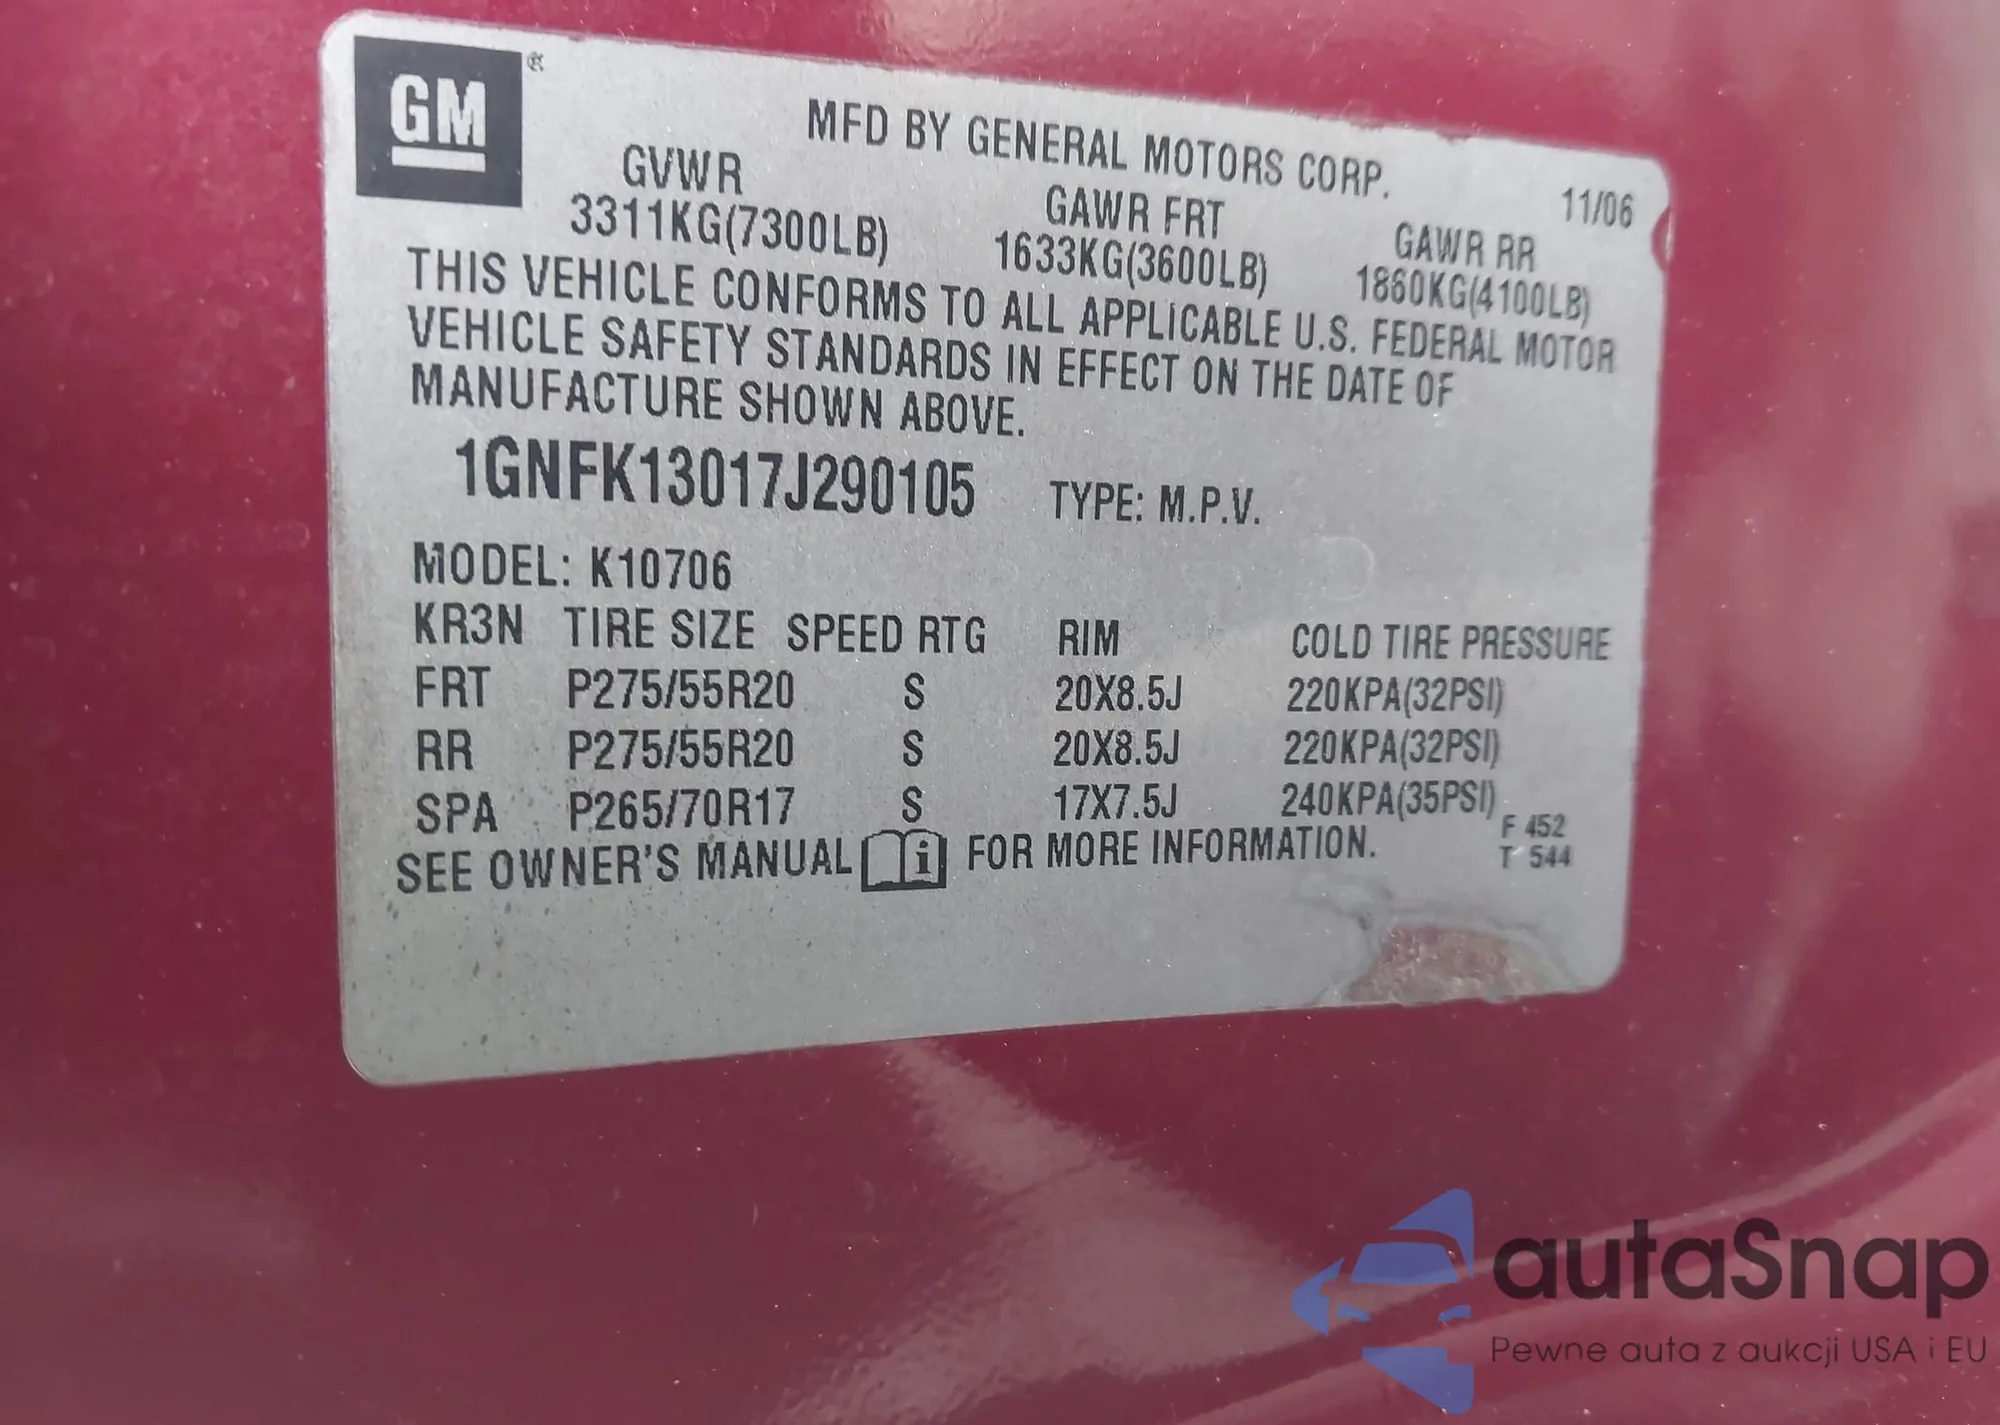 GM
MFD BY GENERAL MOTORS CORP.
11/06
GVWR
GAWR FRT
GAWR RR
3311KG(7300LB)
1633KG(3600LB)
1860KG(4100LB)
THIS VEHICLE CONFORMS TO ALL APPLICABLE U.S. FEDERAL MOTOR
VEHICLE SAFETY STANDARDS IN EFFECT ON THE DATE OF
MANUFACTURE SHOWN ABOVE.
1GNFK13017J290105 TYPE: M.P.V.
MODEL: K10706
KR3N TIRE SIZE SPEED RTG RIM COLD TIRE PRESSURE
FRT P275/55R20 S 20X8.5J 220KPA(32PSI)
RR P275/55R20 S 20X8.5J 220KPA(32PSI)
SPA P265/70R17 S 17X7.5J 240KPA(35PSI)
SEE OWNER'S MANUAL i FOR MORE INFORMATION.
F 452
T 544
autaSnap
Pewne auta z aukcji USA i EU